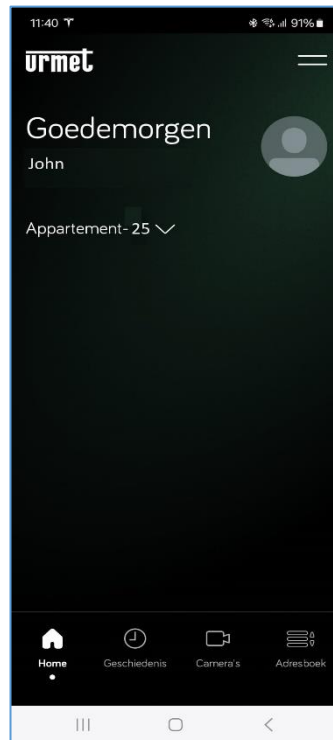 11:40 91%
urmet
Goedemorgen
John
Appartement- 25
Home Geschiedenis Camera's Adresboek